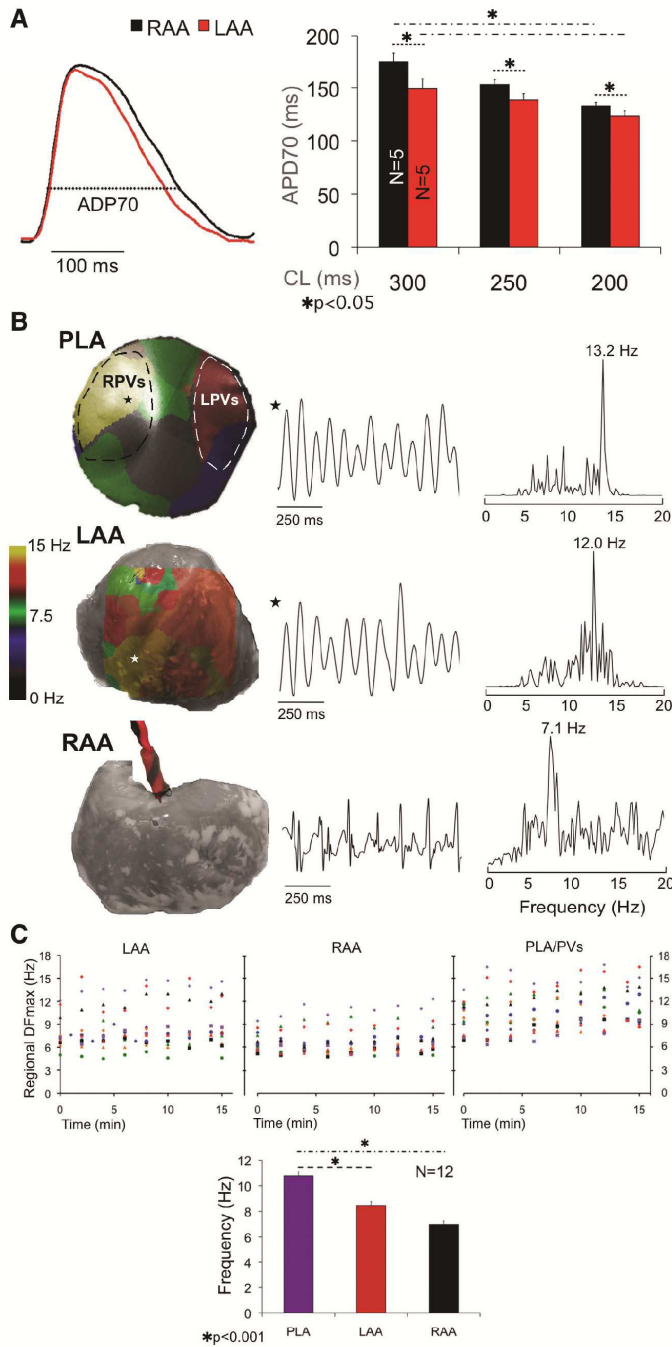 A
RAA LAA
ADP70
100 ms
APD70 (ms)
200
150
100
50
0
*
* * *
N=5
N=5
CL (ms) 300 250 200
*p<0.05
B
PLA
RPVs
LPVs
★
★
250 ms
13.2 Hz
0 5 10 15 20
LAA
15 Hz
7.5
0 Hz
★
★
250 ms
12.0 Hz
0 5 10 15 20
RAA
250 ms
7.1 Hz
0 5 10 15 20
Frequency (Hz)
C
LAA RAA PLA/PVs
Regional DFmax (Hz)
18
15
12
9
6
3
0
18
15
12
9
6
3
0
0 5 10 15 0 5 10 15 0 5 10 15
Time (min) Time (min) Time (min)
*
*
N=12
Frequency (Hz)
12
10
8
6
4
2
0
PLA LAA RAA
*p<0.001